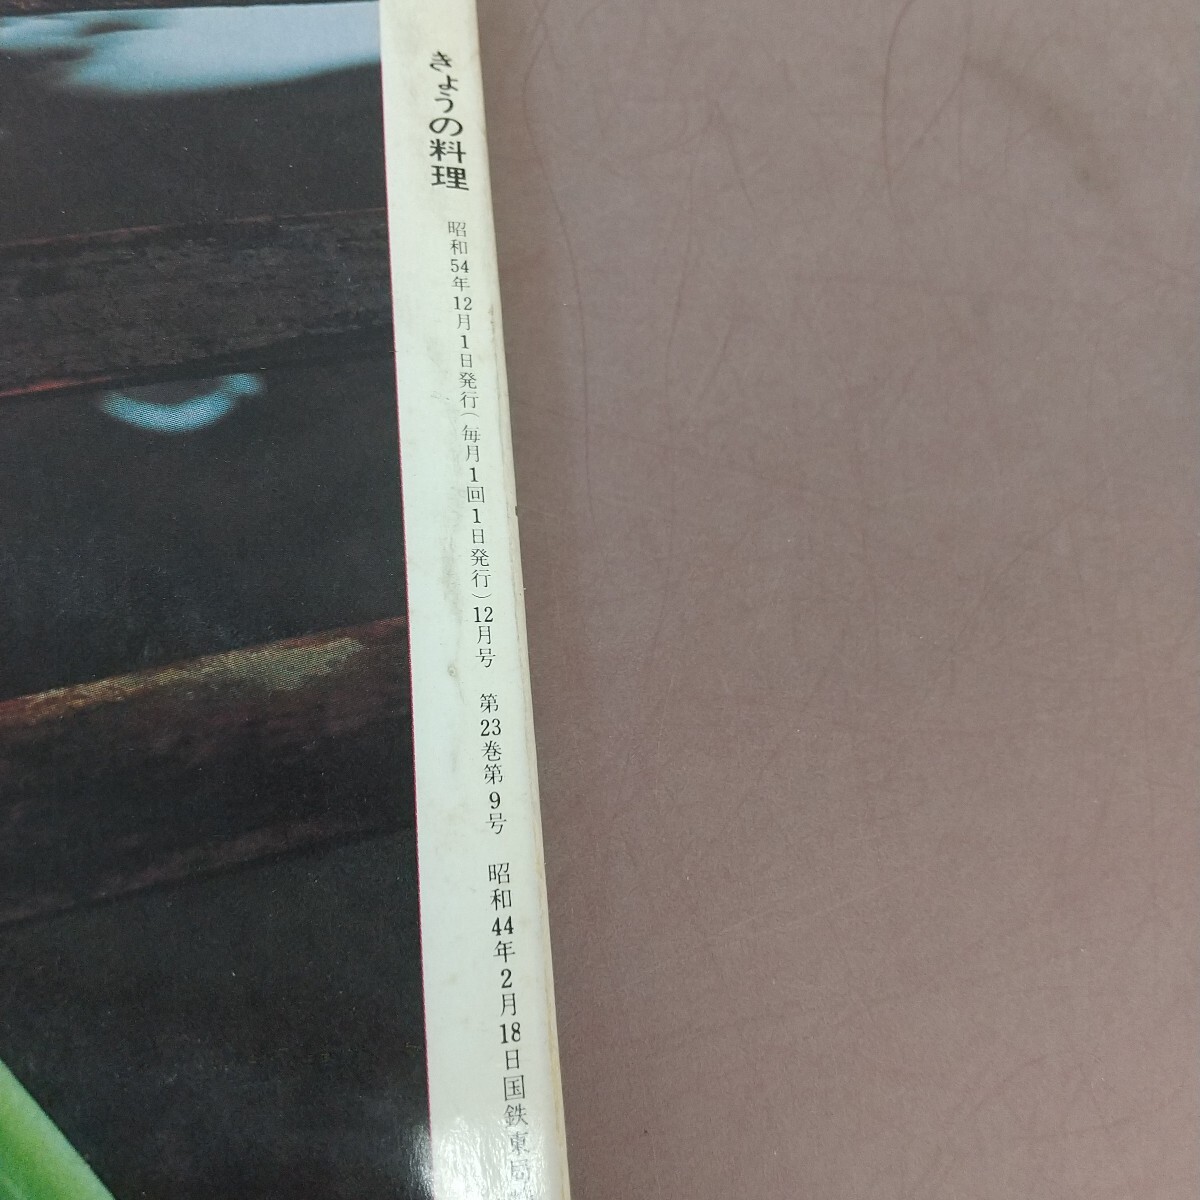 きょうの料理 昭和54年12月1日発行(毎月1回1日発行)12月号 第23巻第9号 昭和44年2月18日国鉄東局